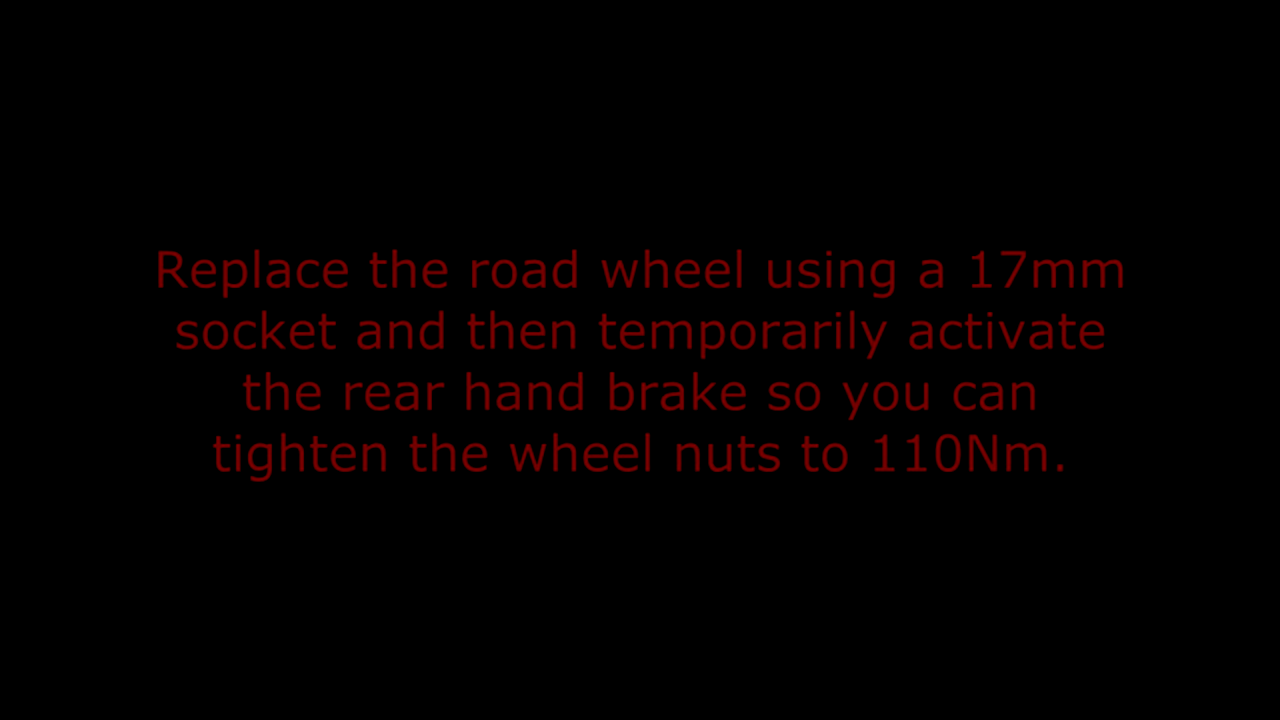 Replace the road wheel using a 17mm
socket and then temporarily activate
the rear hand brake so you can
tighten the wheel nuts to 110Nm.